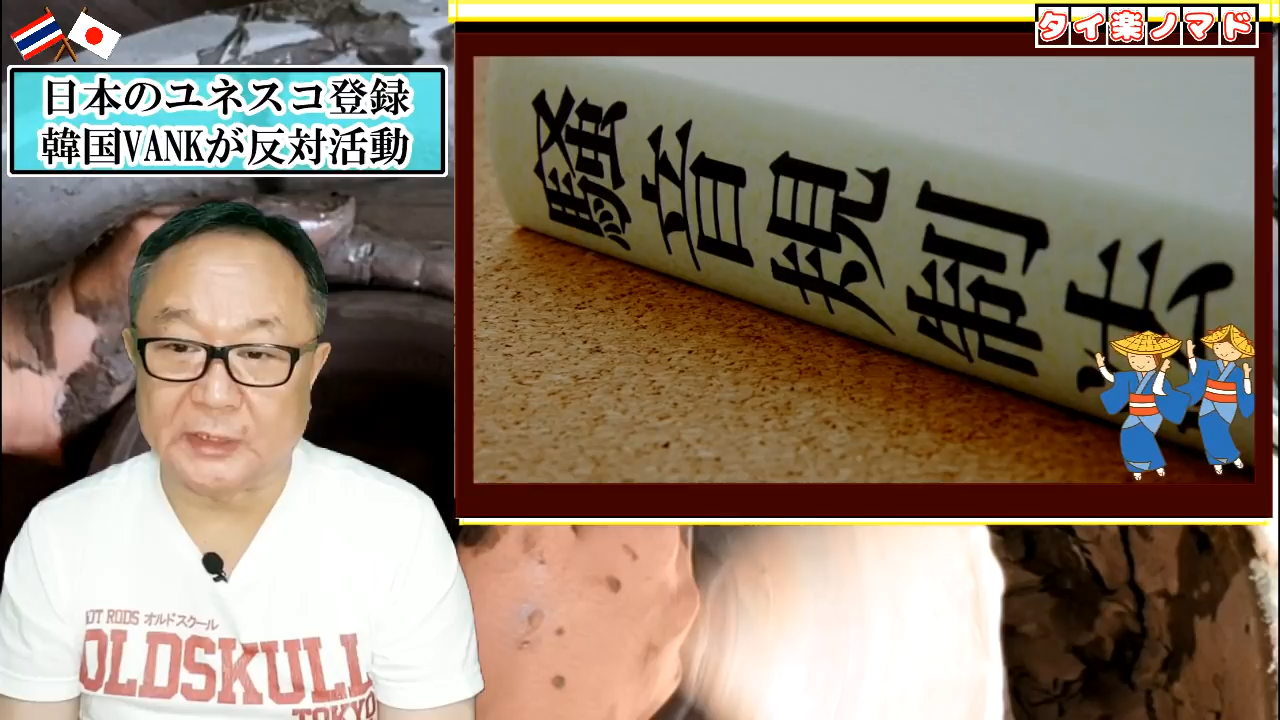 日本のユネスコ登録
韓国VANKが反対活動
タイ楽ノマド
騒音規制法
HOT RODS オルドスクール
OLDSKULL
TOKYO